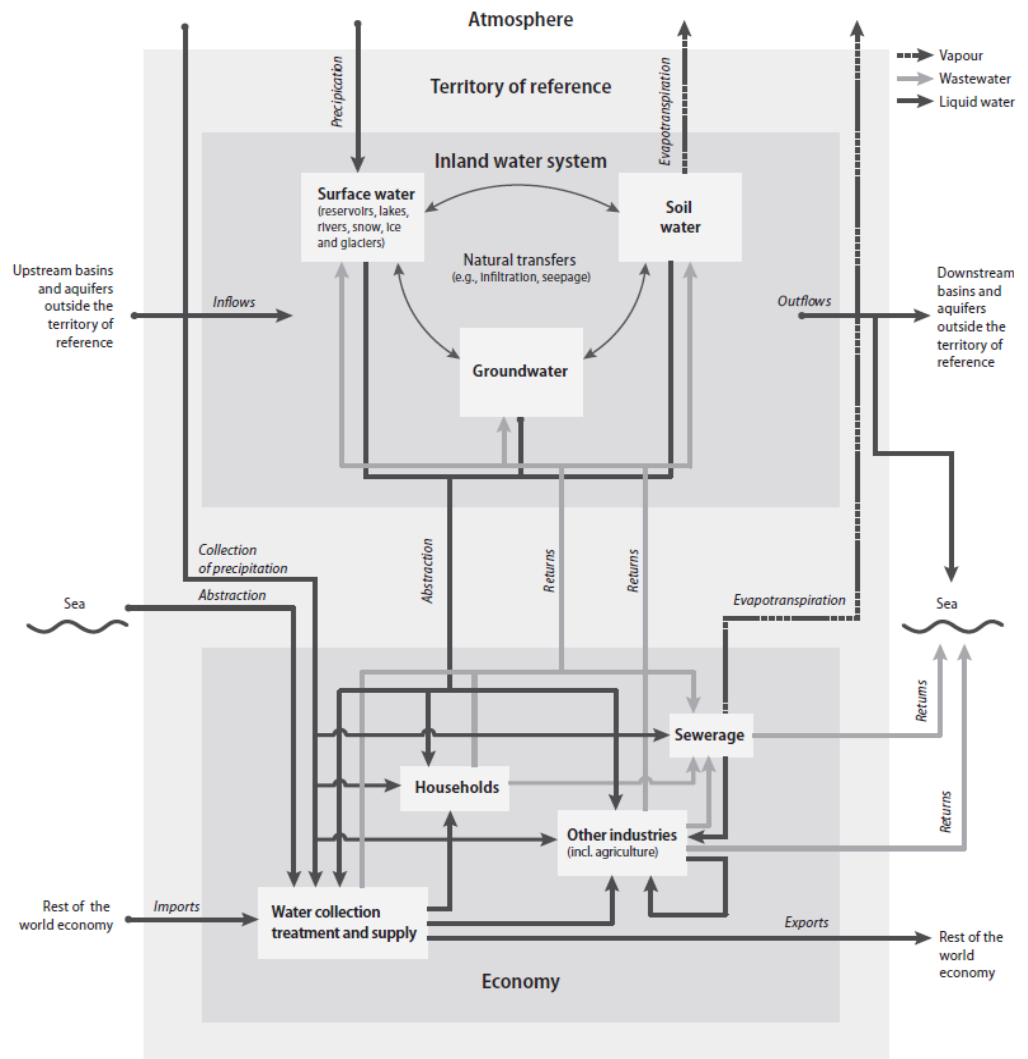 Atmosphere
Vapour
Wastewater
Liquid water
Territory of reference
Precipication
Evapotranspiration
Inland water system
Surface water
(reservoirs, lakes,
rivers, snow, ice
and glaciers)
Soil
water
Natural transfers
(e.g., infiltration, seepage)
Upstream basins
and aquifers
outside the
territory of
reference
Inflows
Outflows
Downstream
basins and
aquifers
outside the
territory of
reference
Groundwater
Collection
of precipitation
Abstraction
Sea
Abstraction
Returns
Returns
Evapotranspiration
Sea
Returns
Sewerage
Households
Returns
Other industries
(incl. agriculture)
Rest of the
world economy
Imports
Water collection
treatment and supply
Exports
Rest of the
world
economy
Economy